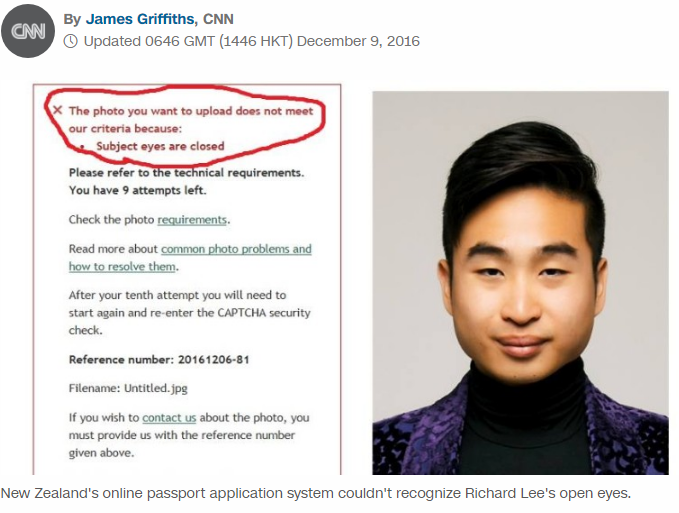 CNN
By James Griffiths, CNN
Updated 0646 GMT (1446 HKT) December 9, 2016
The photo you want to upload does not meet
our criteria because:
• Subject eyes are closed
Please refer to the technical requirements.
You have 9 attempts left.
Check the photo requirements.
Read more about common photo problems and
how to resolve them.
After your tenth attempt you will need to
start again and re-enter the CAPTCHA security
check.
Reference number: 20161206-81
Filename: Untitled.jpg
If you wish to contact us about the photo, you
must provide us with the reference number
given above.
New Zealand's online passport application system couldn't recognize Richard Lee's open eyes.